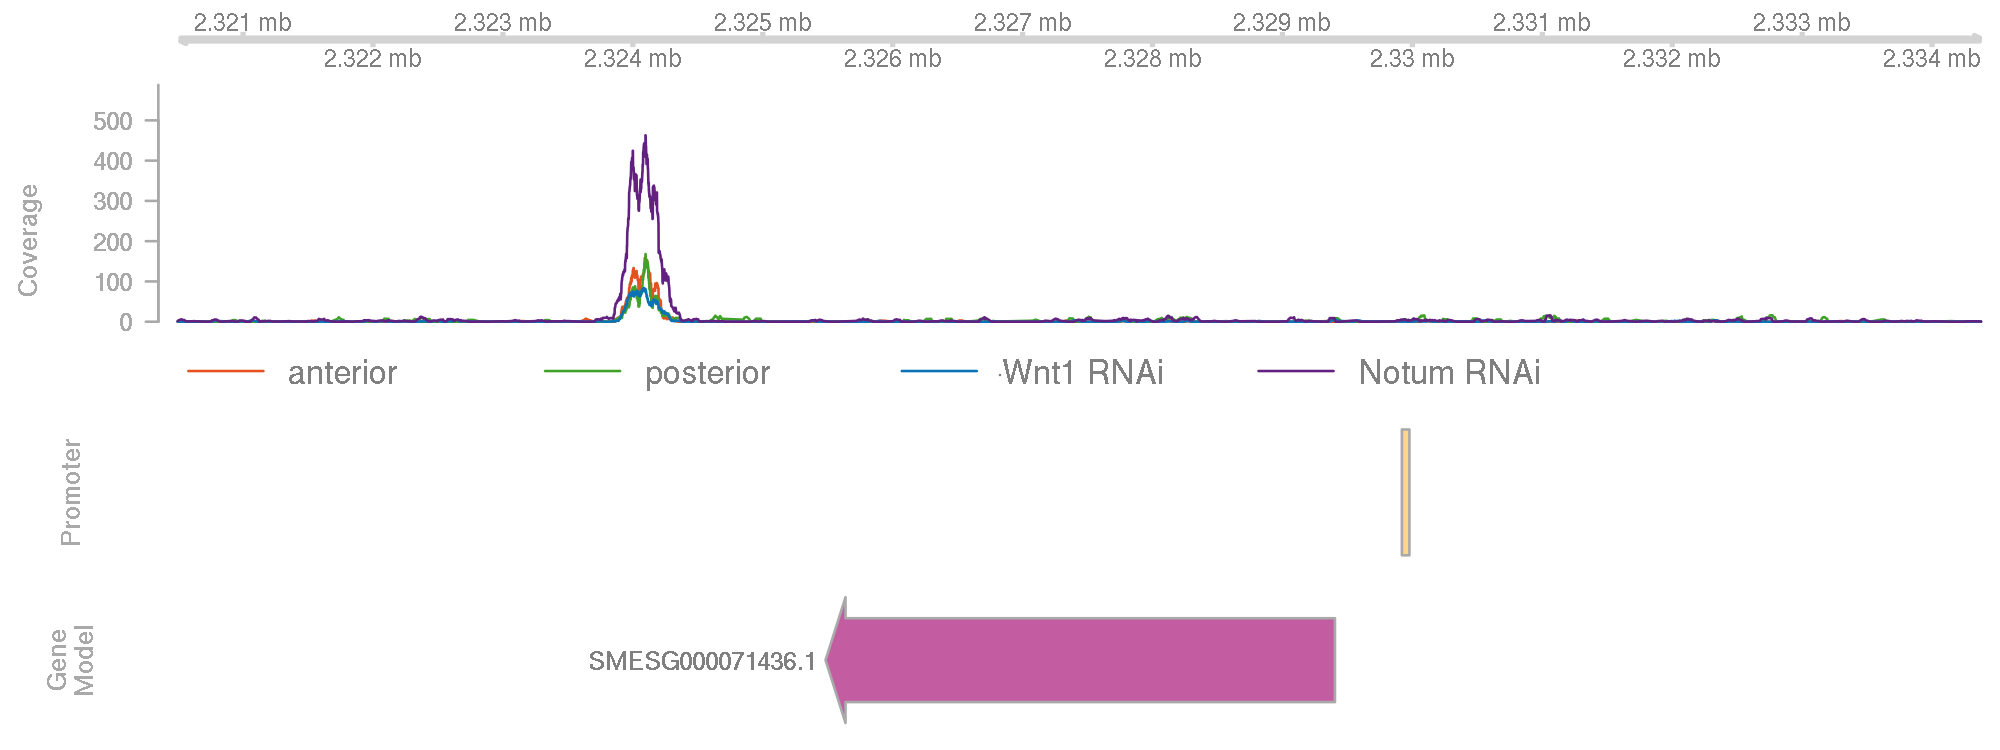 2.321 mb 2.323 mb 2.325 mb 2.327 mb 2.329 mb 2.331 mb 2.333 mb
2.322 mb 2.324 mb 2.326 mb 2.328 mb 2.33 mb 2.332 mb 2.334 mb
Coverage
500
400
300
200
100
0
anterior posterior Wnt1 RNAi Notum RNAi
Promoter
Gene
Model
SMESG000071436.1